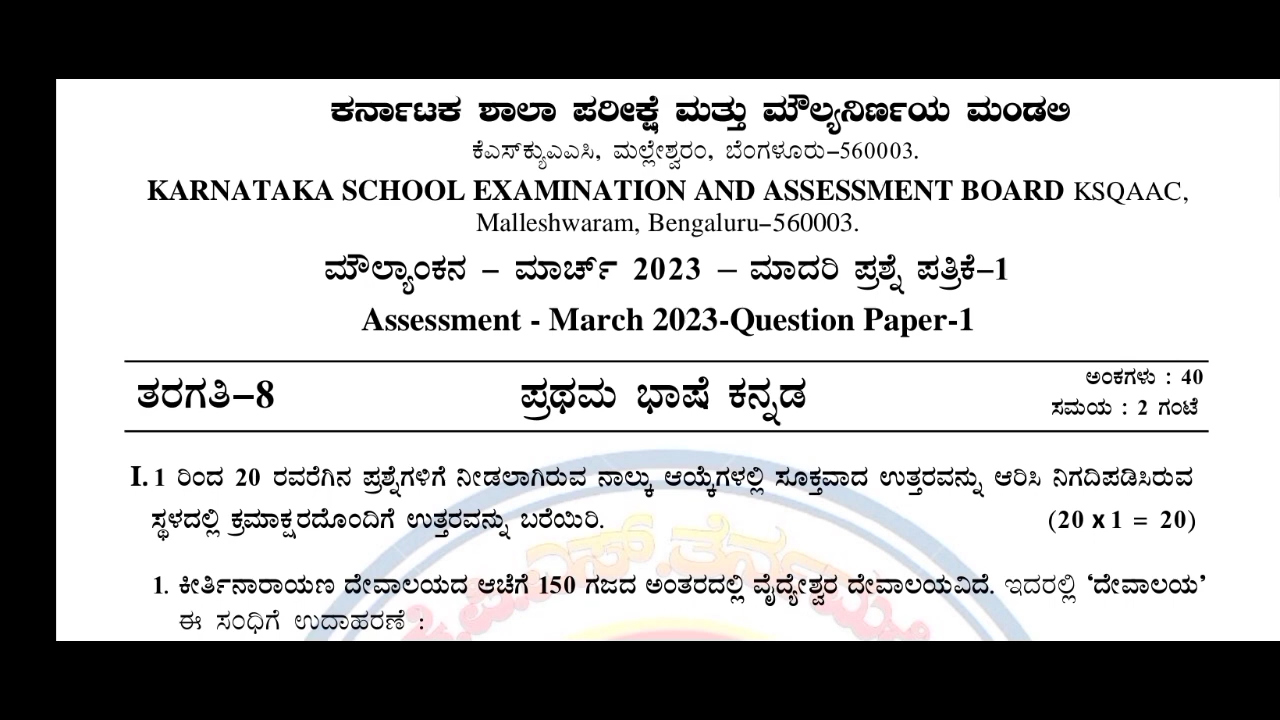 ಕರ್ನಾಟಕ ಶಾಲಾ ಪರೀಕ್ಷೆ ಮತ್ತು ಮೌಲ್ಯನಿರ್ಣಯ ಮಂಡಲಿ
ಕೆಎಸ್‌ಕ್ಯುಎಎಸಿ, ಮಲ್ಲೇಶ್ವರಂ, ಬೆಂಗಳೂರು–560003.
KARNATAKA SCHOOL EXAMINATION AND ASSESSMENT BOARD KSQAAC,
Malleshwaram, Bengaluru–560003.
ಮೌಲ್ಯಾಂಕನ – ಮಾರ್ಚ್ 2023 – ಮಾದರಿ ಪ್ರಶ್ನೆ ಪತ್ರಿಕೆ–1
Assessment - March 2023-Question Paper-1
ತರಗತಿ–8 ಪ್ರಥಮ ಭಾಷೆ ಕನ್ನಡ ಅಂಕಗಳು : 40
ಸಮಯ : 2 ಗಂಟೆ
I. 1 ರಿಂದ 20 ರವರೆಗಿನ ಪ್ರಶ್ನೆಗಳಿಗೆ ನೀಡಲಾಗಿರುವ ನಾಲ್ಕು ಆಯ್ಕೆಗಳಲ್ಲಿ ಸೂಕ್ತವಾದ ಉತ್ತರವನ್ನು ಆರಿಸಿ ನಿಗದಿಪಡಿಸಿರುವ
ಸ್ಥಳದಲ್ಲಿ ಕ್ರಮಾಕ್ಷರದೊಂದಿಗೆ ಉತ್ತರವನ್ನು ಬರೆಯಿರಿ. (20 x 1 = 20)
1. ಕೀರ್ತಿನಾರಾಯಣ ದೇವಾಲಯದ ಆಚೆಗೆ 150 ಗಜದ ಅಂತರದಲ್ಲಿ ವೈದ್ಯೇಶ್ವರ ದೇವಾಲಯವಿದೆ. ಇದರಲ್ಲಿ ‘ದೇವಾಲಯ’
ಈ ಸಂಧಿಗೆ ಉದಾಹರಣೆ :